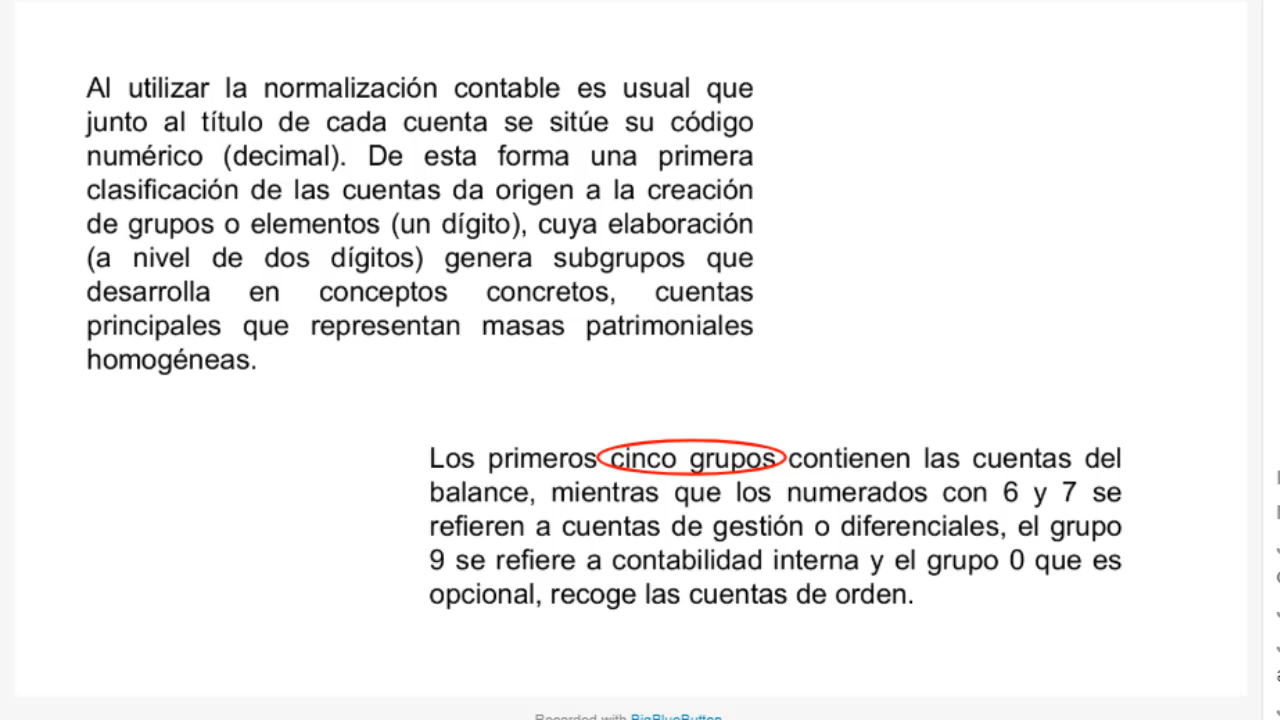 Al utilizar la normalización contable es usual que
junto al título de cada cuenta se sitúe su código
numérico (decimal). De esta forma una primera
clasificación de las cuentas da origen a la creación
de grupos o elementos (un dígito), cuya elaboración
(a nivel de dos dígitos) genera subgrupos que
desarrolla en conceptos concretos, cuentas
principales que representan masas patrimoniales
homogéneas.
Los primeros cinco grupos contienen las cuentas del
balance, mientras que los numerados con 6 y 7 se
refieren a cuentas de gestión o diferenciales, el grupo
9 se refiere a contabilidad interna y el grupo 0 que es
opcional, recoge las cuentas de orden.
Recorded with BigBlueButton